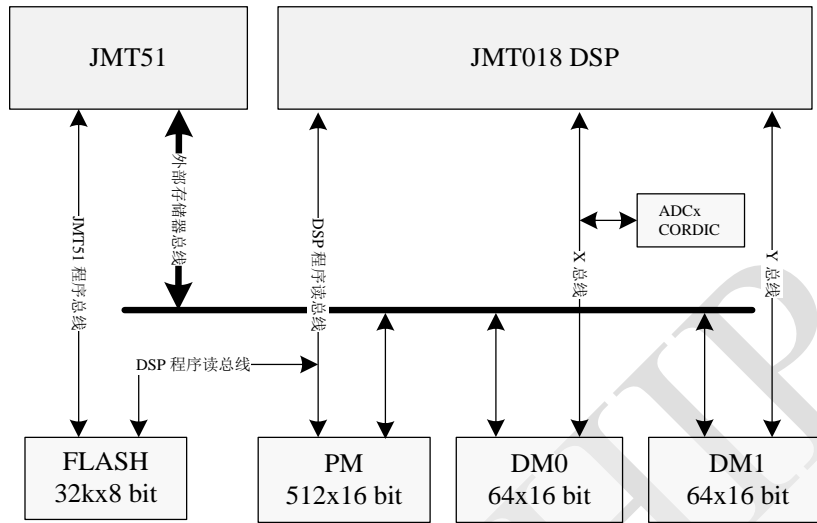 JMT51
JMT018 DSP
JMT51 程序总线
外部存储器总线
DSP 程序读总线
X 总线
Y 总线
ADCx
CORDIC
DSP 程序读总线
FLASH
32kx8 bit
PM
512x16 bit
DM0
64x16 bit
DM1
64x16 bit